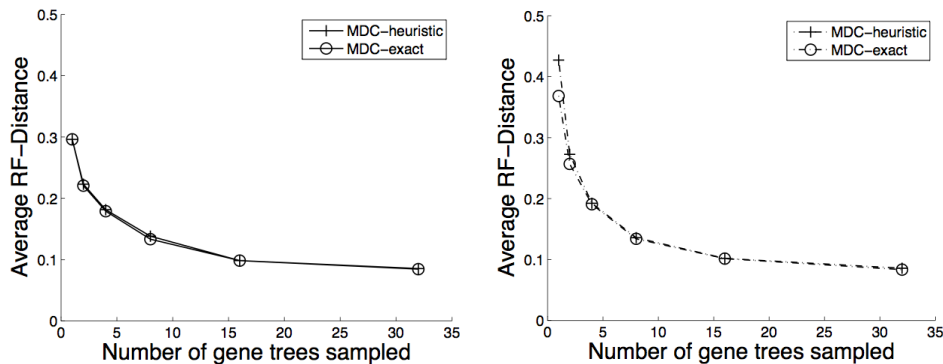 0.5
0.4
0.3
0.2
0.1
0
Average RF-Distance
MDC-heuristic
MDC-exact
0 5 10 15 20 25 30 35
Number of gene trees sampled
0.5
0.4
0.3
0.2
0.1
0
Average RF-Distance
MDC-heuristic
MDC-exact
0 5 10 15 20 25 30 35
Number of gene trees sampled